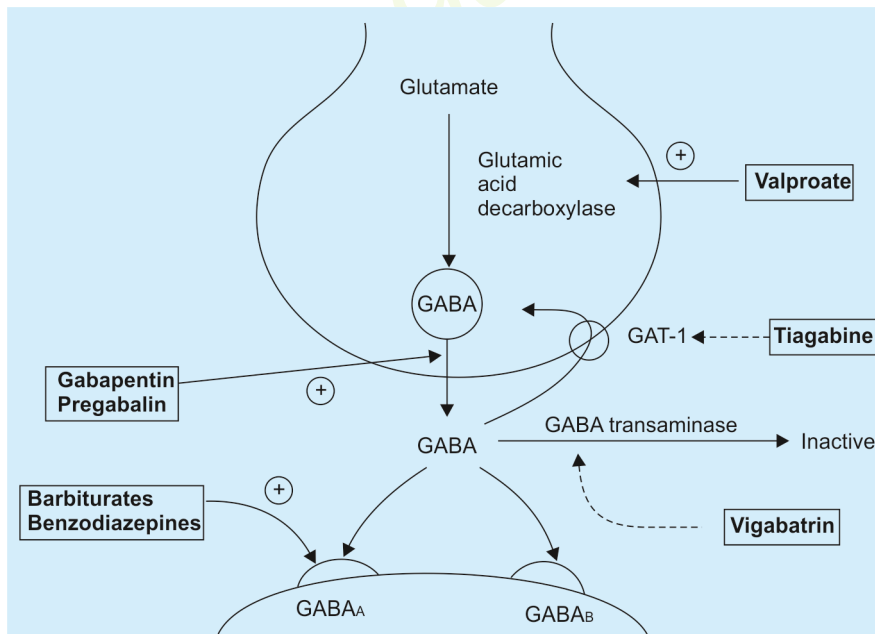 Glutamate
Glutamic
acid
decarboxylase
+
Valproate
GABA
GAT-1
Tiagabine
Gabapentin
Pregabalin
+
GABA
GABA transaminase
Inactive
Barbiturates
Benzodiazepines
+
Vigabatrin
GABAA
GABAB